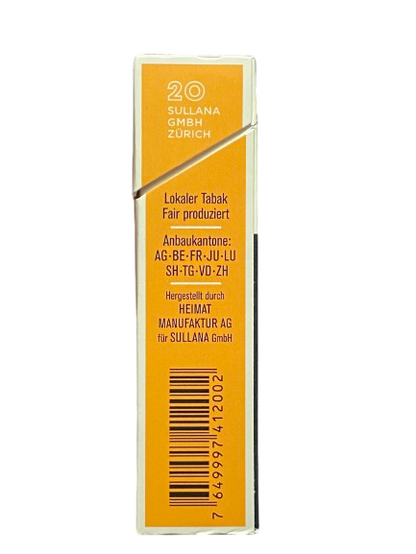 20
SULLANA
GMBH
ZÜRICH
Lokaler Tabak
Fair produziert
Anbaukantone:
AG·BE·FR·JU·LU
SH·TG·VD·ZH
Hergestellt durch
HEIMAT
MANUFAKTUR AG
für SULLANA GmbH
7 649997 412002